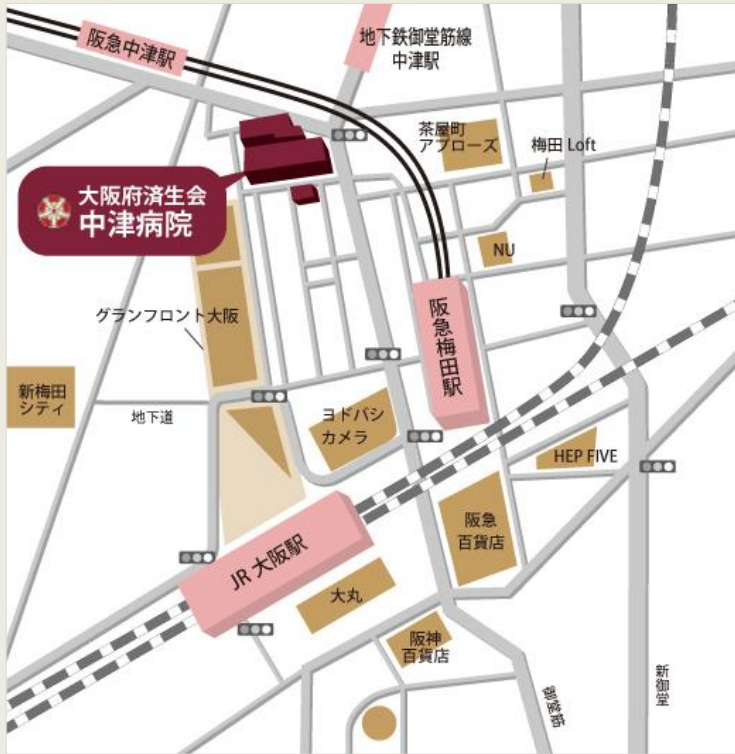 阪急中津駅
地下鉄御堂筋線
中津駅
茶屋町
アプローズ
梅田 Loft
大阪府済生会
中津病院
NU
グランフロント大阪
阪急梅田駅
新梅田
シティ
地下道
ヨドバシ
カメラ
HEP FIVE
阪急
百貨店
JR 大阪駅
大丸
阪神
百貨店
新御堂
御堂筋